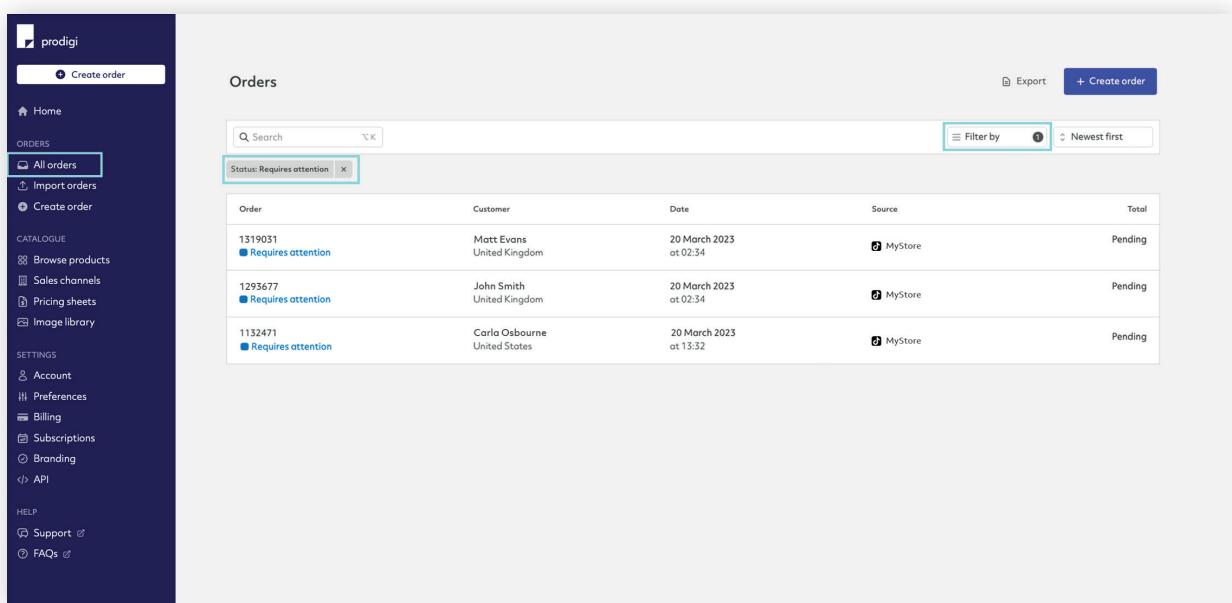 prodigi
Create order
Home
ORDERS
All orders
Import orders
Create order
CATALOGUE
Browse products
Sales channels
Pricing sheets
Image library
SETTINGS
Account
Preferences
Billing
Subscriptions
Branding
API
HELP
Support
FAQs
Orders
Export
+ Create order
Search ⌥K
Filter by 1
Newest first
Status: Requires attention ×
Order Customer Date Source Total
1319031 Matt Evans 20 March 2023 MyStore Pending
Requires attention United Kingdom at 02:34
1293677 John Smith 20 March 2023 MyStore Pending
Requires attention United Kingdom at 02:34
1132471 Carla Osbourne 20 March 2023 MyStore Pending
Requires attention United States at 13:32